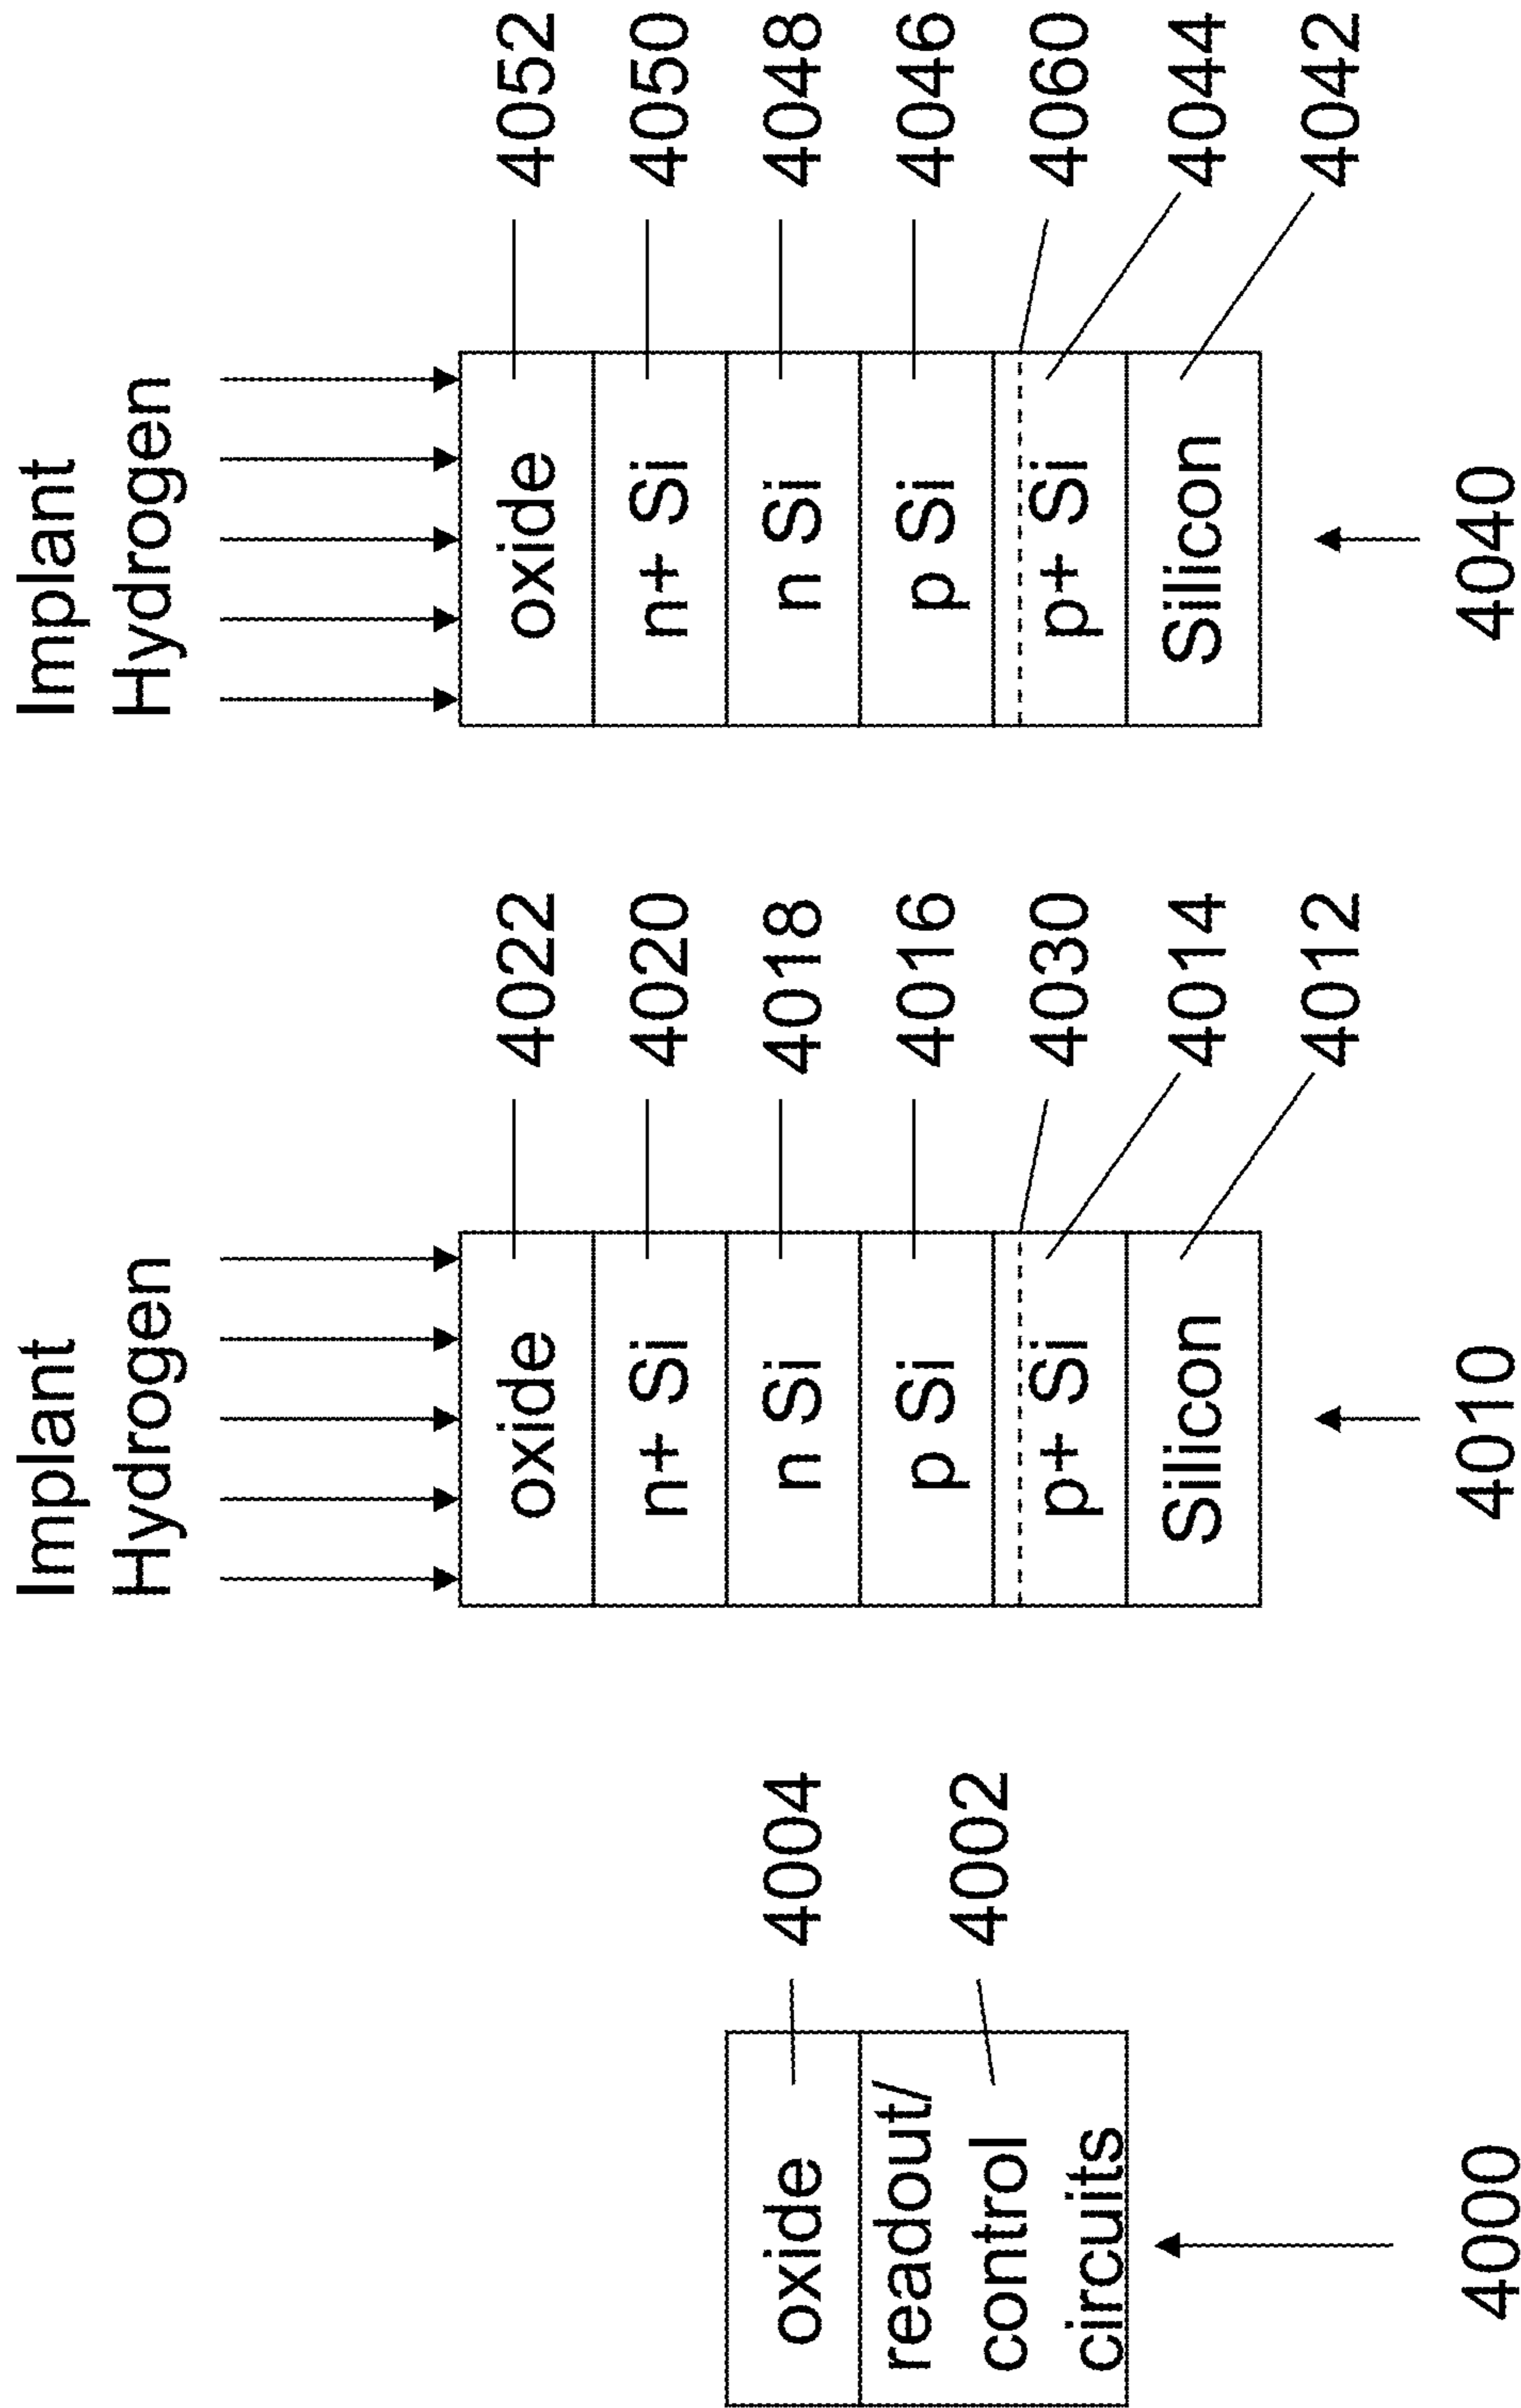 oxide
4004
readout/
control
circuits
4002
4000
Implant
Hydrogen
oxide
4022
n+ Si
4020
n Si
4018
p Si
4016
4030
p+ Si
4014
Silicon
4012
4010
Implant
Hydrogen
oxide
4052
n+ Si
4050
n Si
4048
p Si
4046
4060
p+ Si
4044
Silicon
4042
4040